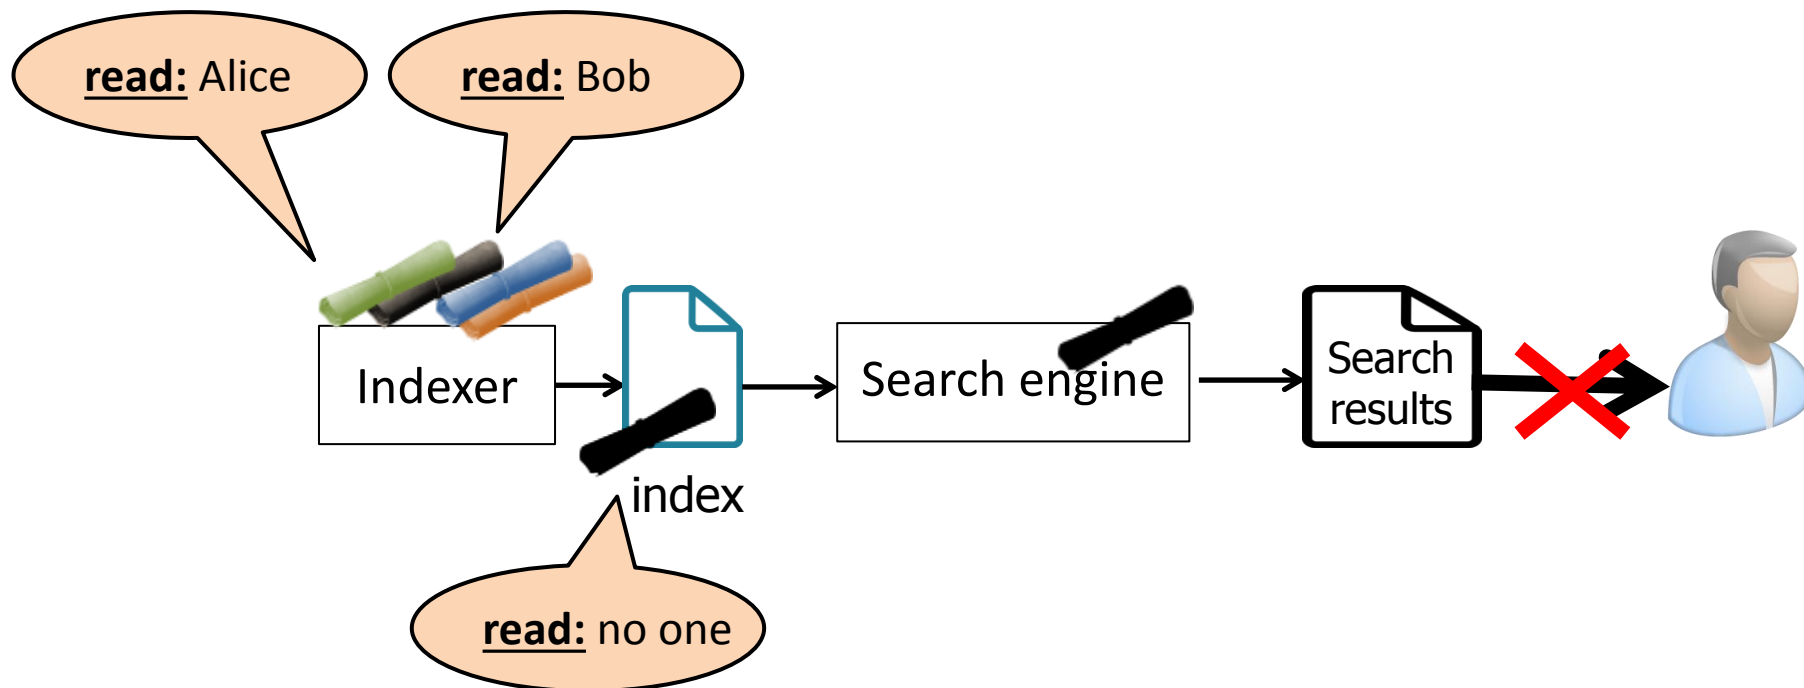 read: Alice
read: Bob
Indexer
index
read: no one
Search engine
Search
results